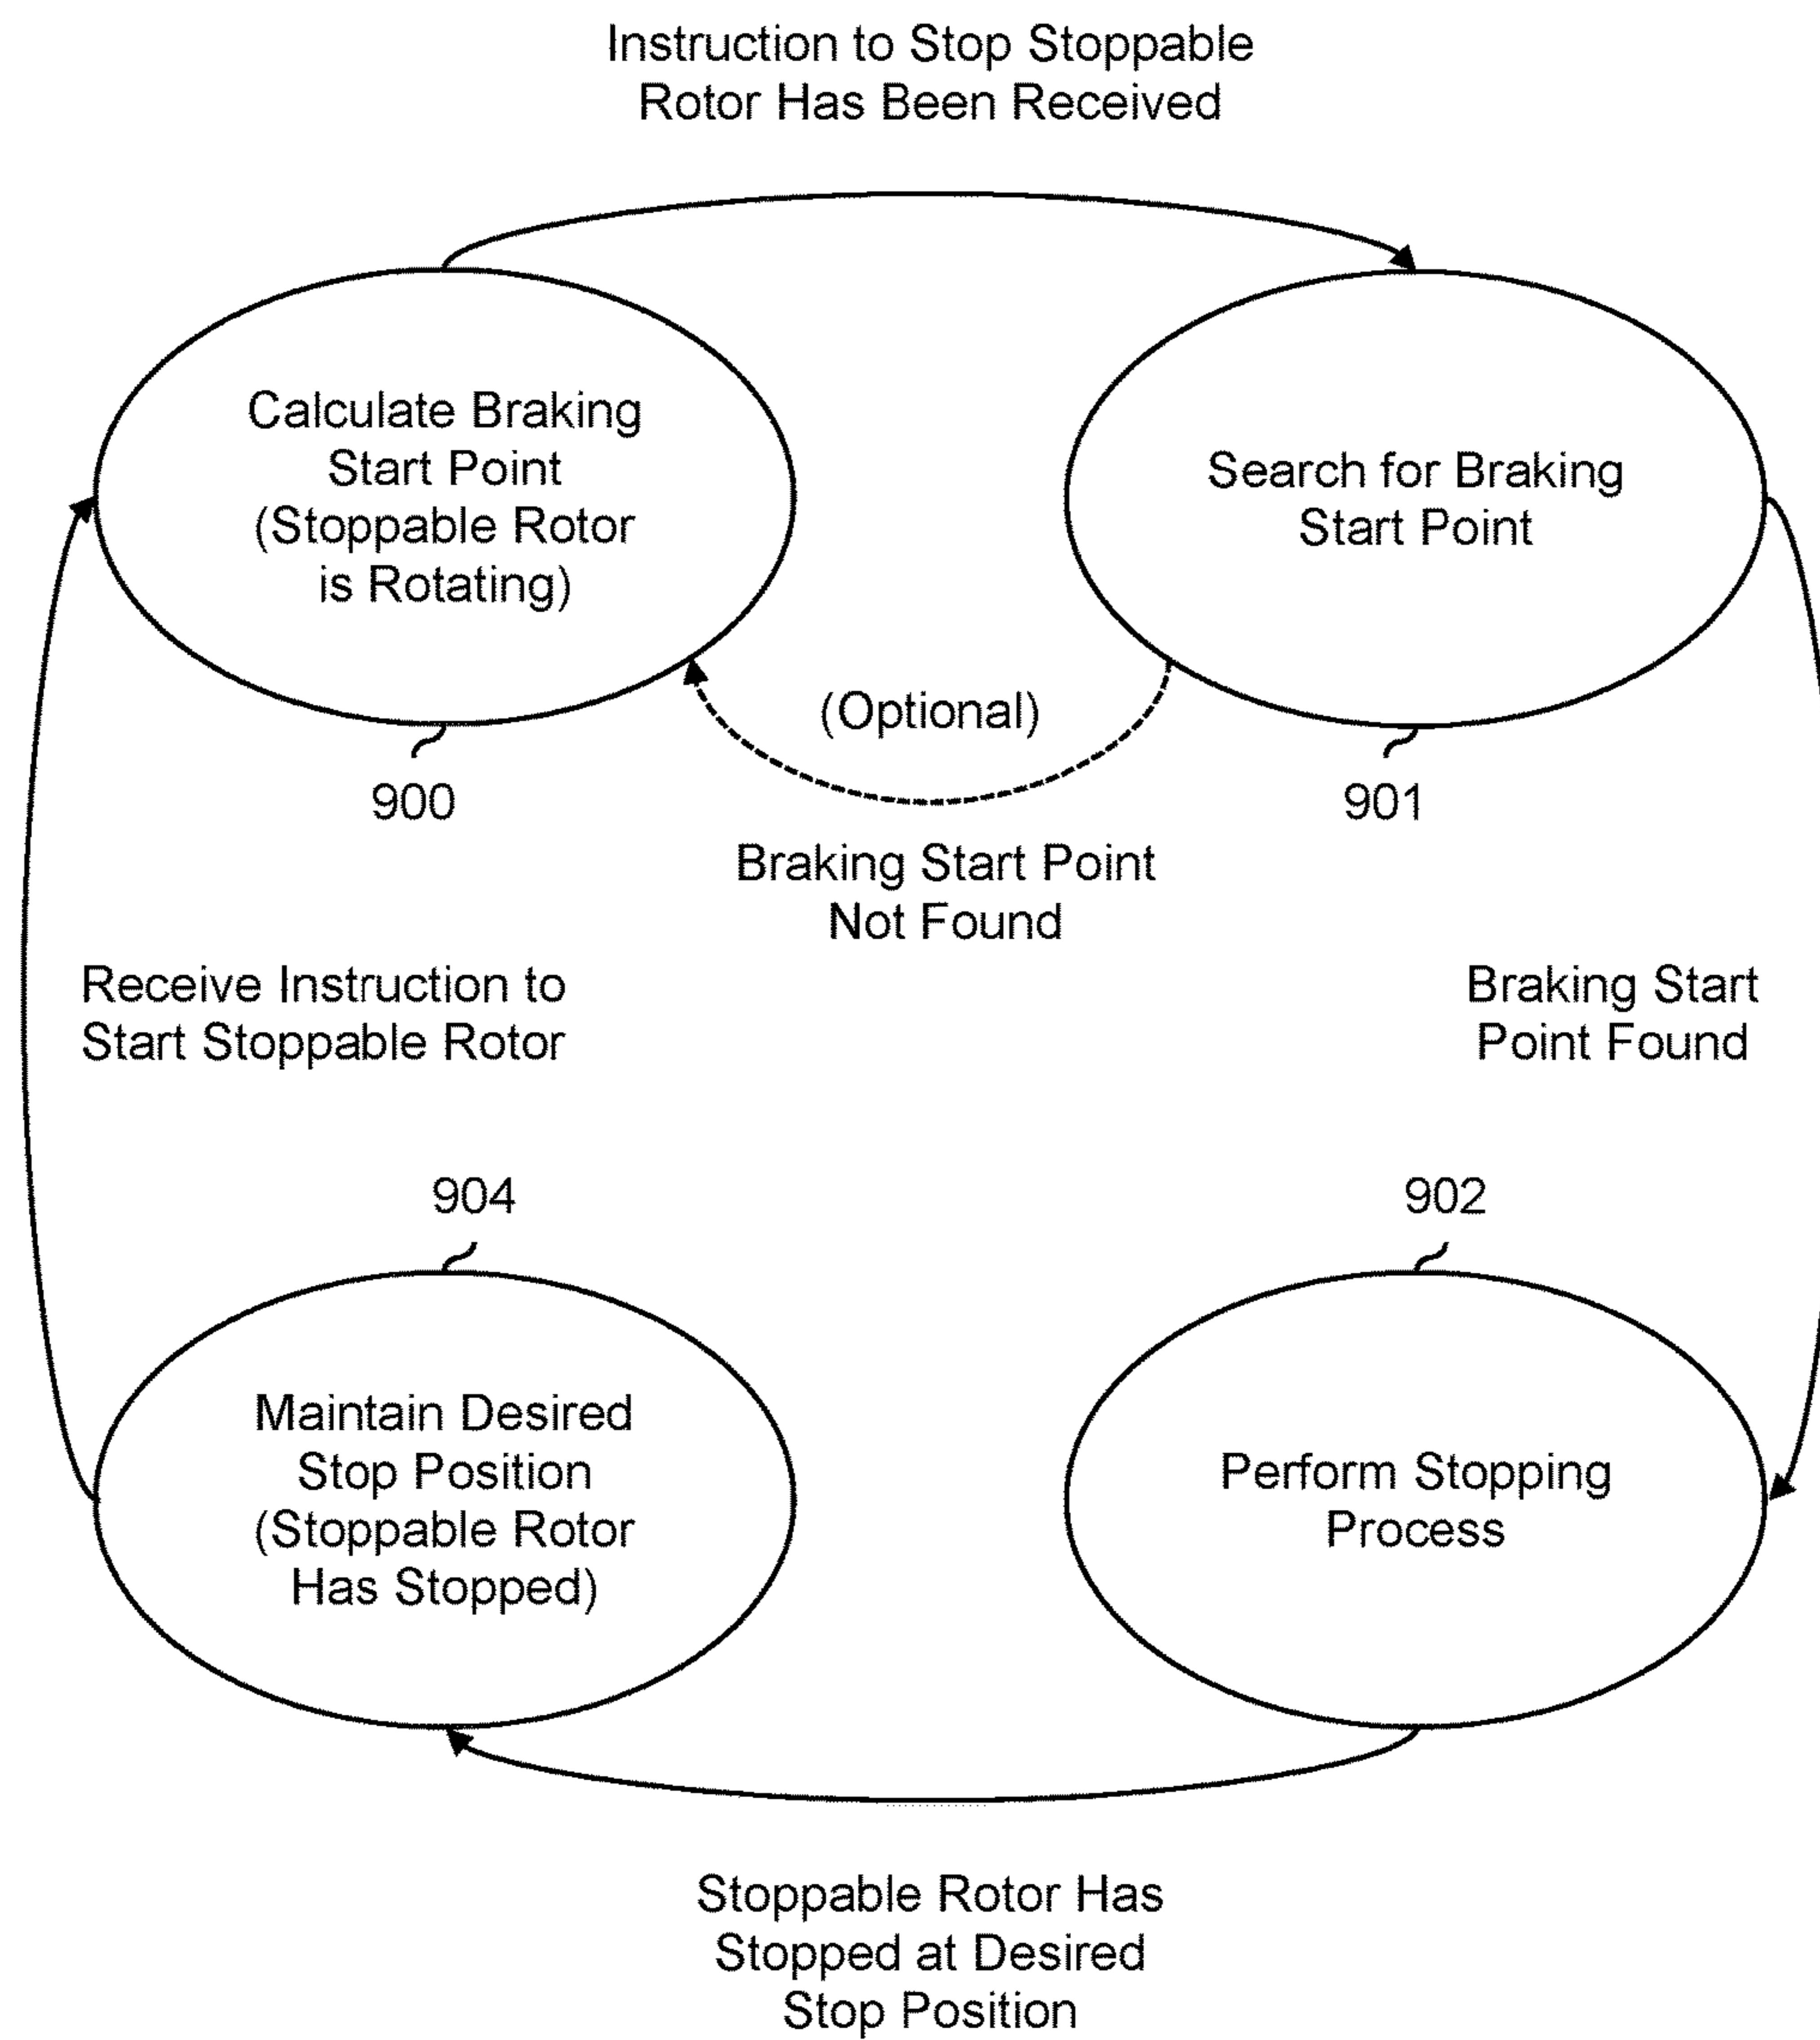 Instruction to Stop Stoppable
Rotor Has Been Received
Calculate Braking
Start Point
(Stoppable Rotor
is Rotating)
Search for Braking
Start Point
(Optional)
900
901
Braking Start Point
Not Found
Receive Instruction to
Start Stoppable Rotor
Braking Start
Point Found
904
902
Maintain Desired
Stop Position
(Stoppable Rotor
Has Stopped)
Perform Stopping
Process
Stoppable Rotor Has
Stopped at Desired
Stop Position